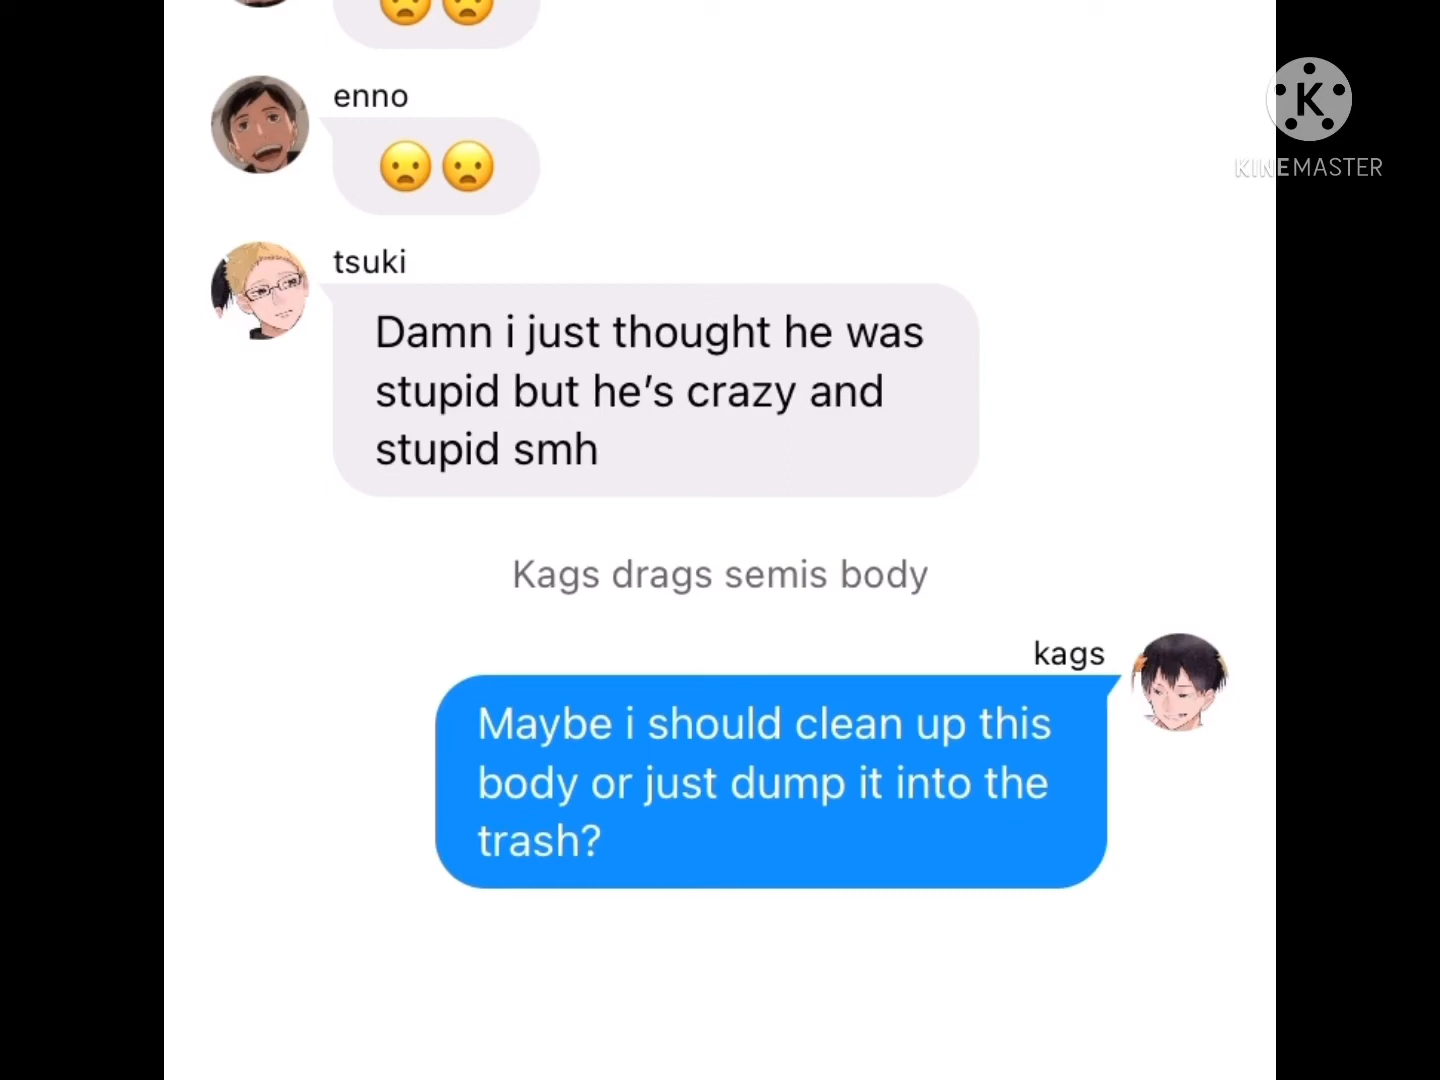 enno
😦😦
tsuki
Damn i just thought he was
stupid but he's crazy and
stupid smh
Kags drags semis body
kags
Maybe i should clean up this
body or just dump it into the
trash?
K
KINEMASTER